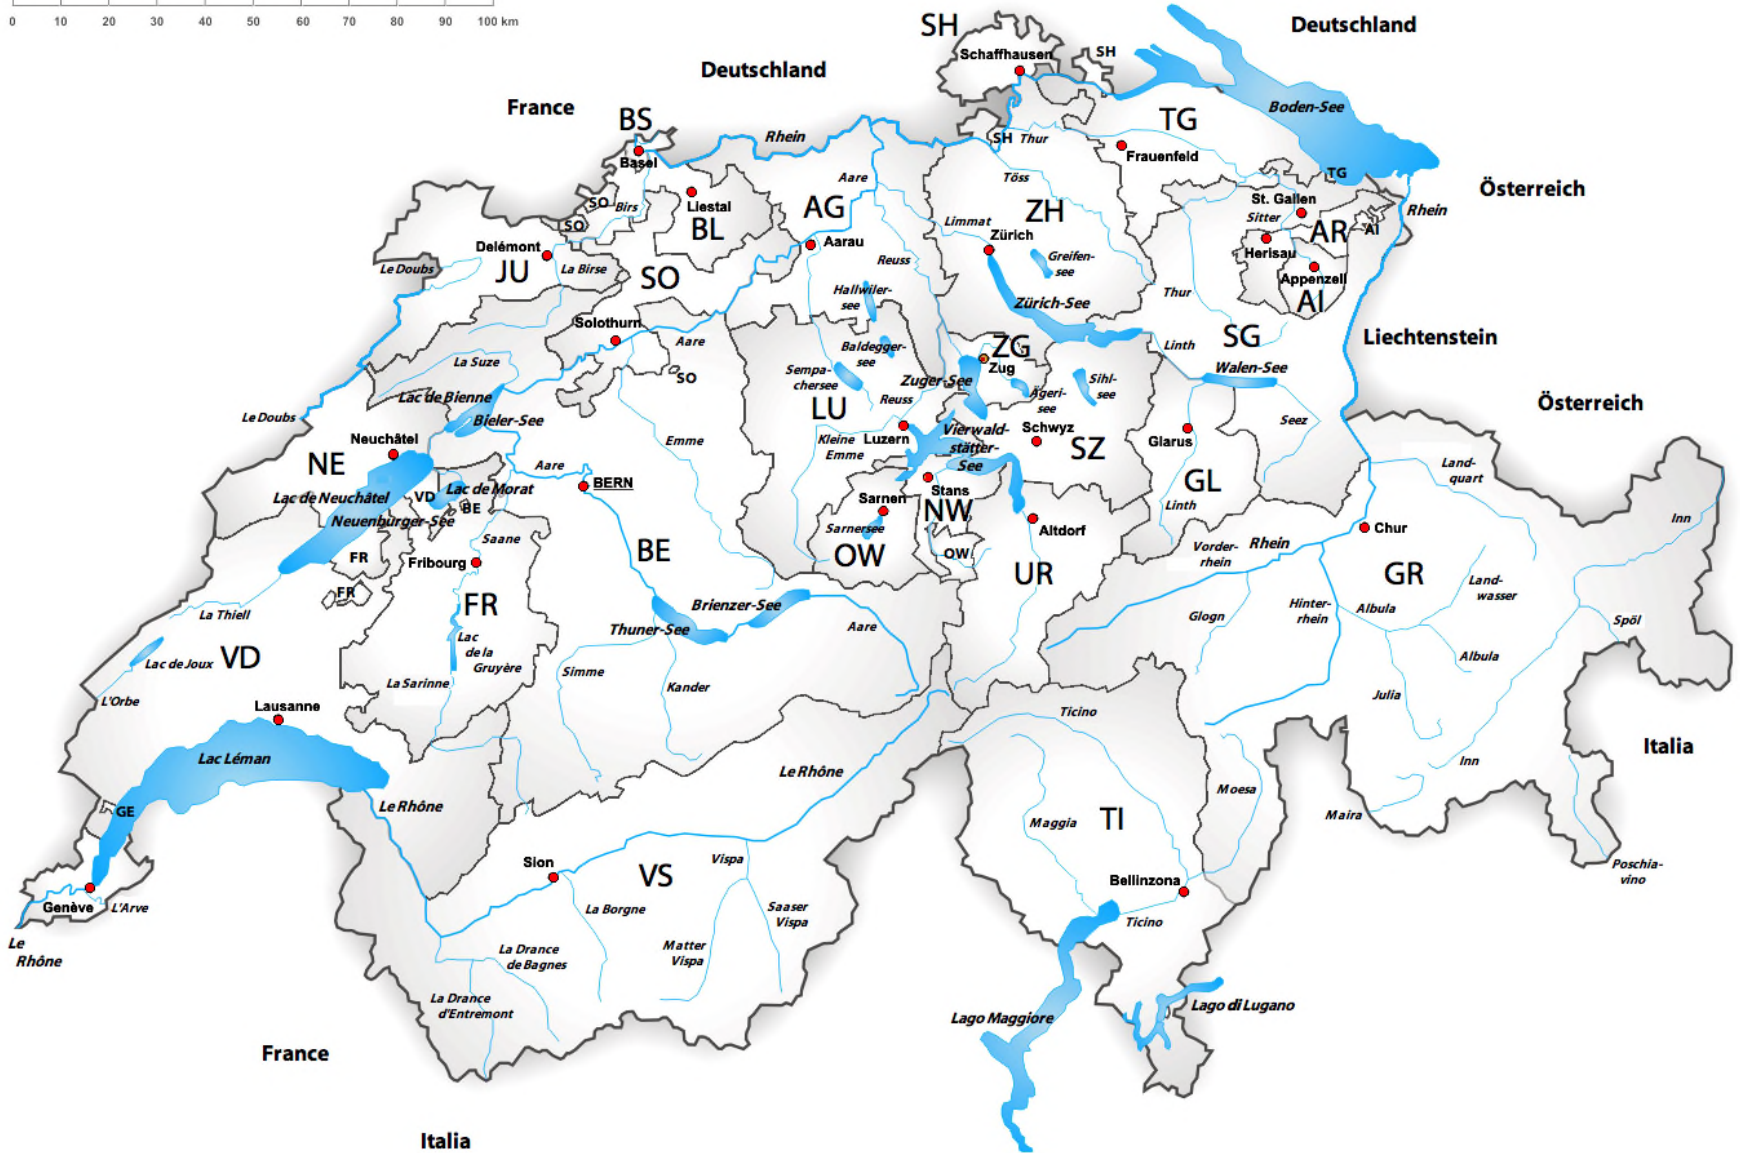 0 10 20 30 40 50 60 70 80 90 100 km
Deutschland
SH
Schaffhausen
SH
Deutschland
France
BS
Basel
Rhein
SH
Thur
TG
Frauenfeld
Boden-See
TG
Österreich
Rhein
SO
Birs
SO
Liestal
BL
Aare
AG
Aarau
Töss
ZH
Limmat
Zürich
Greifen-
see
St. Gallen
Sitter
AR
AI
Herisau
Appenzell
AI
Delémont
JU
La Birse
Le Doubs
SO
Reuss
Hallwiler-
see
Zürich-See
Thur
SG
Liechtenstein
Solothurn
Aare
SO
La Suze
Baldegger-
see
Sempa-
chersee
ZG
Zug
Zuger-See
Ägeri-
see
Sihl-
see
Linth
Walen-See
Österreich
Le Doubs
Lac de Bienne
Bieler-See
LU
Reuss
Luzern
Kleine
Emme
Vierwald-
stätter-
See
Schwyz
SZ
Glarus
GL
Linth
Seez
Neuchâtel
NE
Lac de Neuchâtel
Neuenburger-See
VD
Lac de Morat
BE
Aare
BERN
Emme
Sarnen
Sarnersee
OW
Stans
NW
OW
Altdorf
UR
Land-
quart
Chur
Inn
Saane
Fribourg
FR
FR
FR
BE
Vorder-
rhein
Rhein
GR
Land-
wasser
La Thiell
Brienzer-See
Thuner-See
Aare
Glogn
Hinter-
rhein
Albula
Spöl
Lac de Joux
VD
Lac
de la
Gruyère
La Sarinne
Simme
Kander
Albula
Julia
L'Orbe
Lausanne
Ticino
Italia
Lac Léman
Le Rhône
Le Rhône
Inn
Moesa
Maira
GE
Maggia
TI
Sion
VS
Vispa
Bellinzona
Poschia-
vino
Genève
L'Arve
La Borgne
Saaser
Vispa
Ticino
Le
Rhône
La Drance
de Bagnes
Matter
Vispa
La Drance
d'Entremont
Lago Maggiore
Lago di Lugano
France
Italia